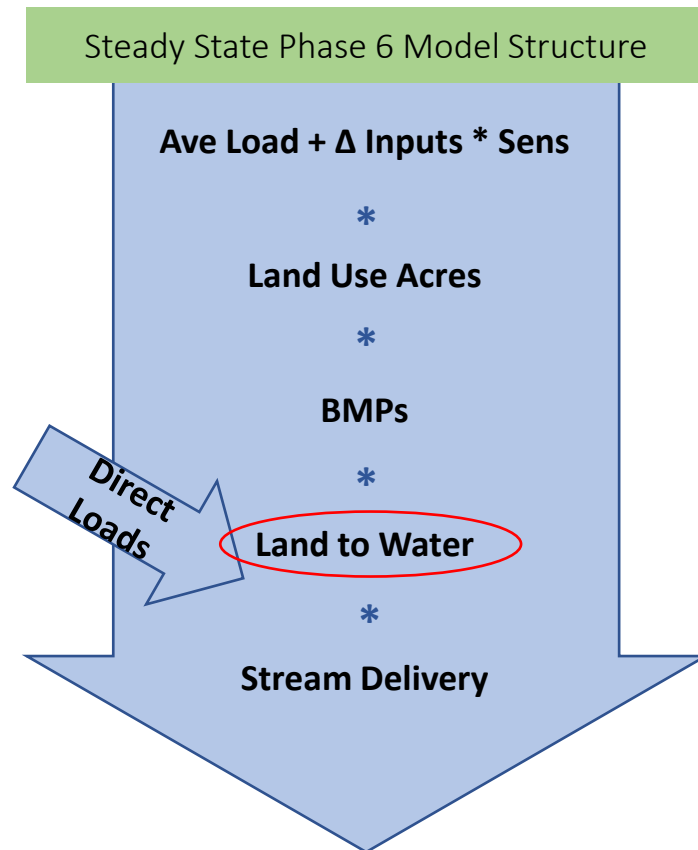 Steady State Phase 6 Model Structure
Ave Load + Δ Inputs * Sens
*
Land Use Acres
*
BMPs
*
Direct
Loads
Land to Water
*
Stream Delivery